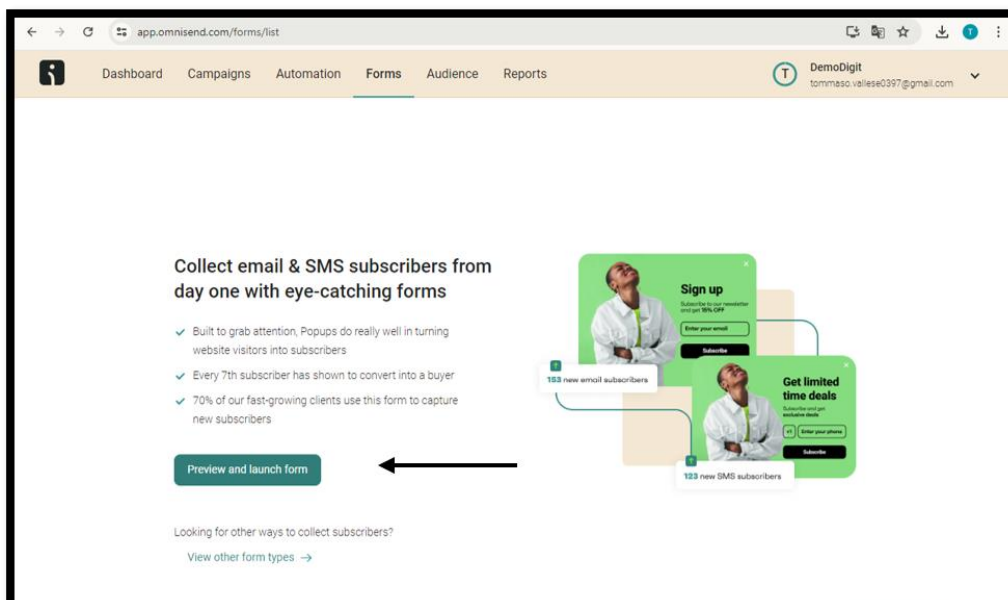 app.omnisend.com/forms/list
T
Dashboard Campaigns Automation Forms Audience Reports
T
DemoDigit
tommaso.vallese0397@gmail.com
Collect email & SMS subscribers from
day one with eye-catching forms
Built to grab attention, Popups do really well in turning
website visitors into subscribers
Every 7th subscriber has shown to convert into a buyer
70% of our fast-growing clients use this form to capture
new subscribers
Preview and launch form
Looking for other ways to collect subscribers?
View other form types →
Sign up
Subscribe to our newsletter
and get 15% OFF
Enter your email
Subscribe
153 new email subscribers
Get limited
time deals
Subscribe and get
exclusive deals
+1 Enter your phone
Subscribe
123 new SMS subscribers